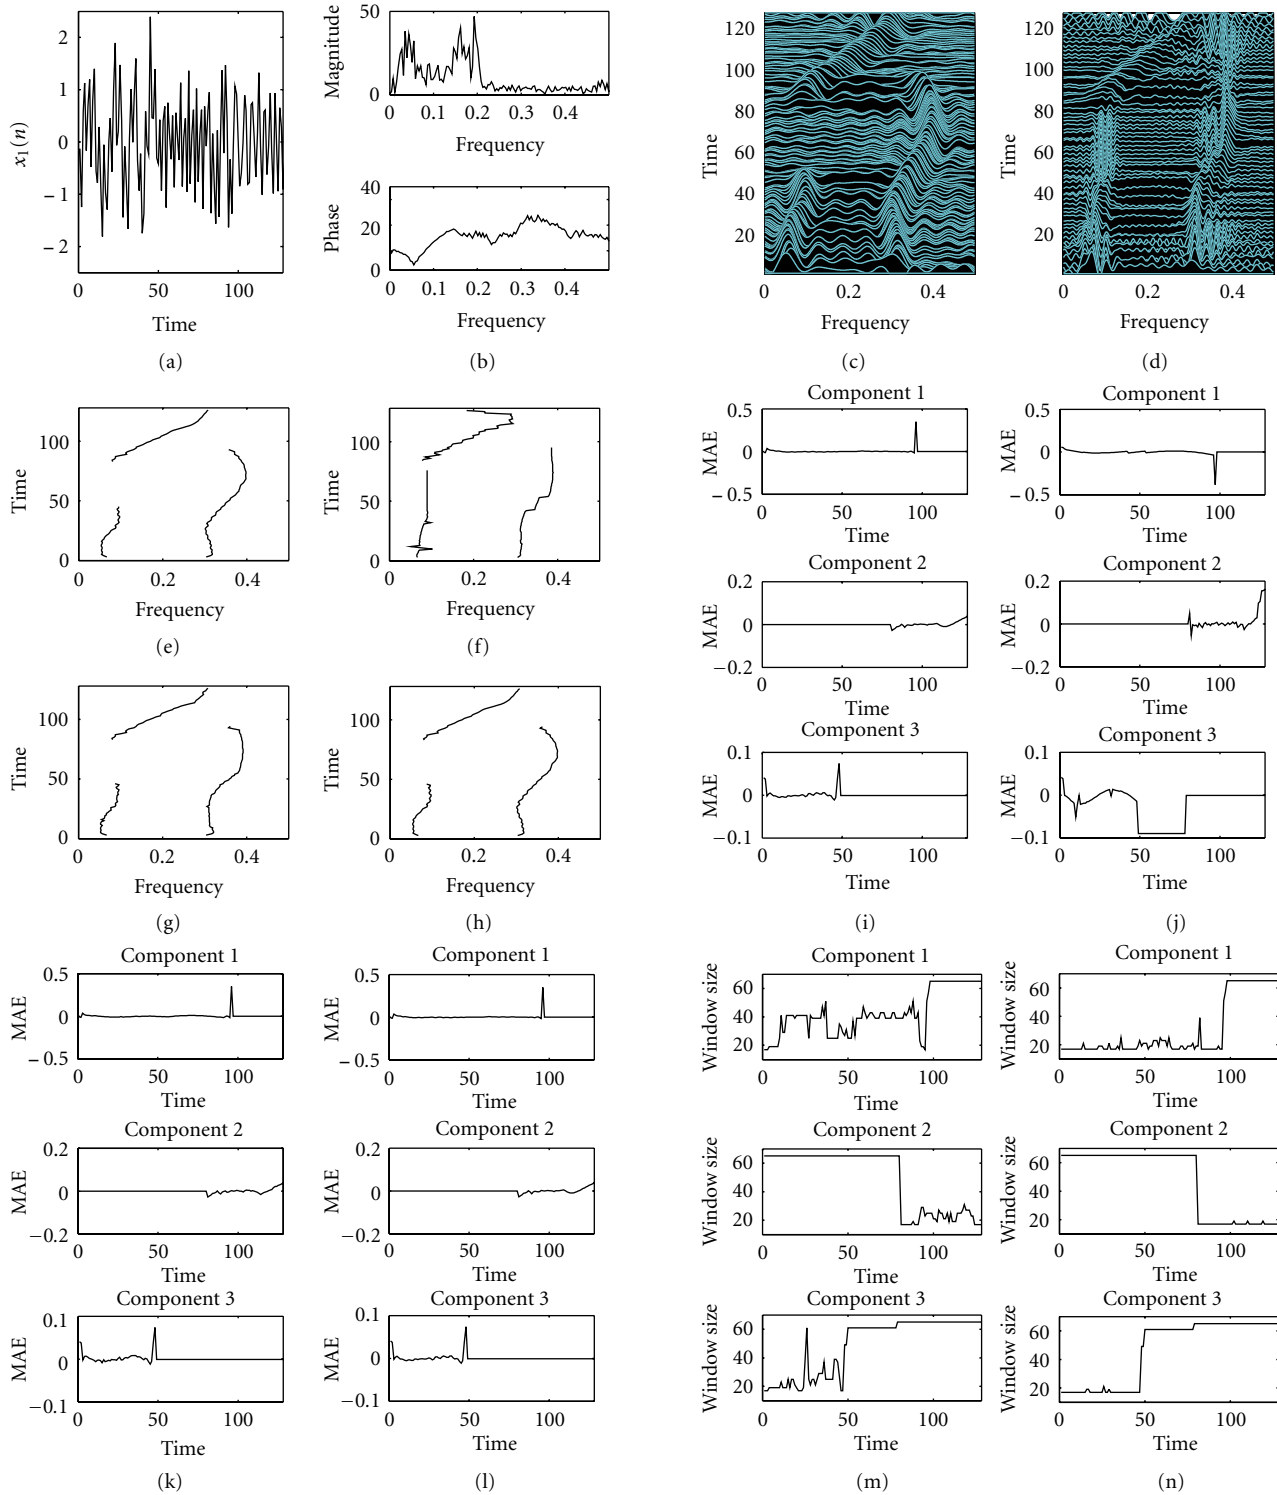 2
1
0
−1
−2
x₁(n)
0 50 100
Time
(a)
50
0
Magnitude
0 0.1 0.2 0.3 0.4
Frequency
40
20
0
Phase
0 0.1 0.2 0.3 0.4
Frequency
(b)
120
100
80
60
40
20
Time
0 0.2 0.4
Frequency
(c)
120
100
80
60
40
20
Time
0 0.2 0.4
Frequency
(d)
100
50
0
Time
0 0.2 0.4
Frequency
(e)
100
50
0
Time
0 0.2 0.4
Frequency
(f)
Component 1
0.5
0
−0.5
MAE
0 50 100
Time
Component 2
0.2
0
−0.2
MAE
0 50 100
Time
Component 3
0.1
0
−0.1
MAE
0 50 100
Time
(i)
Component 1
0.5
0
−0.5
MAE
0 50 100
Time
Component 2
0.2
0
−0.2
MAE
0 50 100
Time
Component 3
0.1
0
−0.1
MAE
0 50 100
Time
(j)
100
50
0
Time
0 0.2 0.4
Frequency
(g)
100
50
0
Time
0 0.2 0.4
Frequency
(h)
Component 1
0.5
0
−0.5
MAE
0 50 100
Time
Component 2
0.2
0
−0.2
MAE
0 50 100
Time
Component 3
0.1
0
−0.1
MAE
0 50 100
Time
(k)
Component 1
0.5
0
−0.5
MAE
0 50 100
Time
Component 2
0.2
0
−0.2
MAE
0 50 100
Time
Component 3
0.1
0
−0.1
MAE
0 50 100
Time
(l)
Component 1
60
40
20
Window size
0 50 100
Time
Component 2
60
40
20
Window size
0 50 100
Time
Component 3
60
40
20
Window size
0 50 100
Time
(m)
Component 1
60
40
20
Window size
0 50 100
Time
Component 2
60
40
20
Window size
0 50 100
Time
Component 3
60
40
20
Window size
0 50 100
Time
(n)